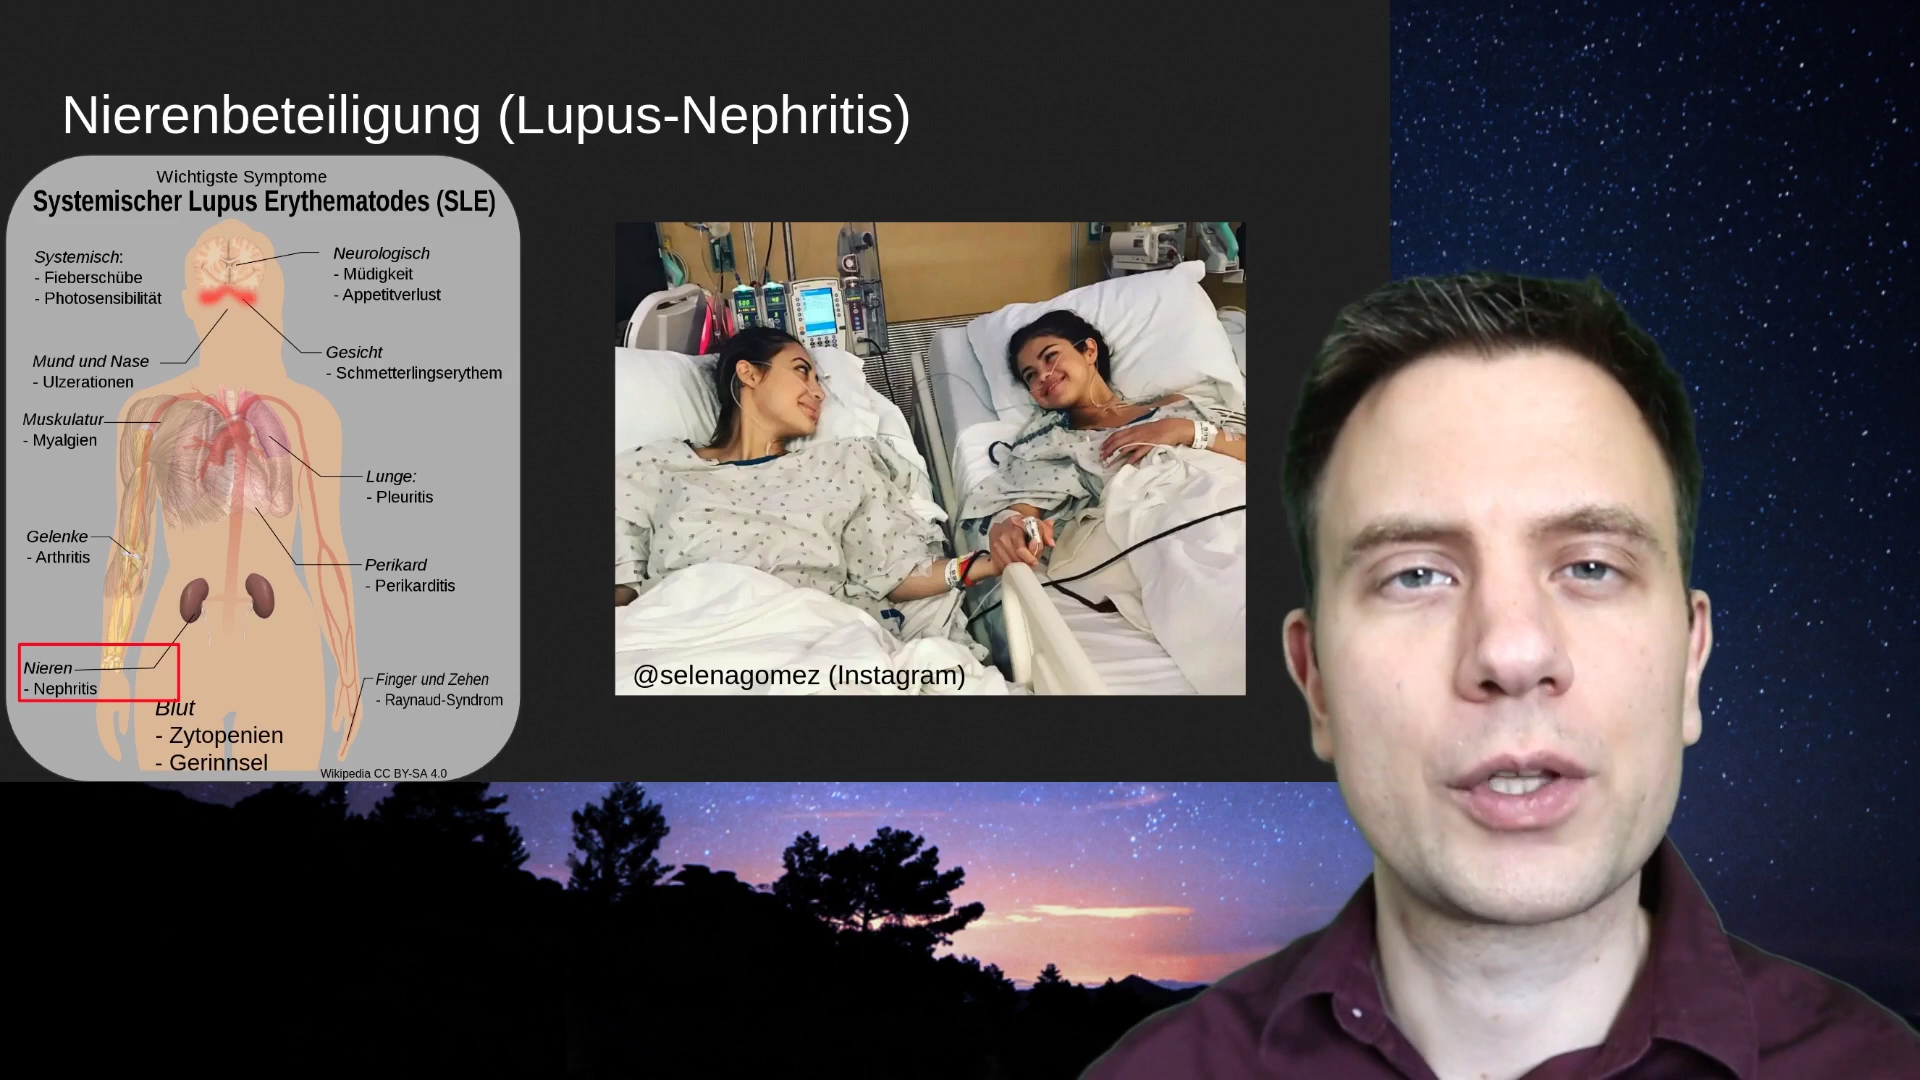 Nierenbeteiligung (Lupus-Nephritis)
Wichtigste Symptome
Systemischer Lupus Erythematodes (SLE)
Systemisch:
- Fieberschübe
- Photosensibilität
Neurologisch
- Müdigkeit
- Appetitverlust
Mund und Nase
- Ulzerationen
Gesicht
- Schmetterlingserythem
Muskulatur
- Myalgien
Lunge:
- Pleuritis
Gelenke
- Arthritis
Perikard
- Perikarditis
Nieren
- Nephritis
Finger und Zehen
- Raynaud-Syndrom
Blut
- Zytopenien
- Gerinnsel
Wikipedia CC BY-SA 4.0
@selenagomez (Instagram)